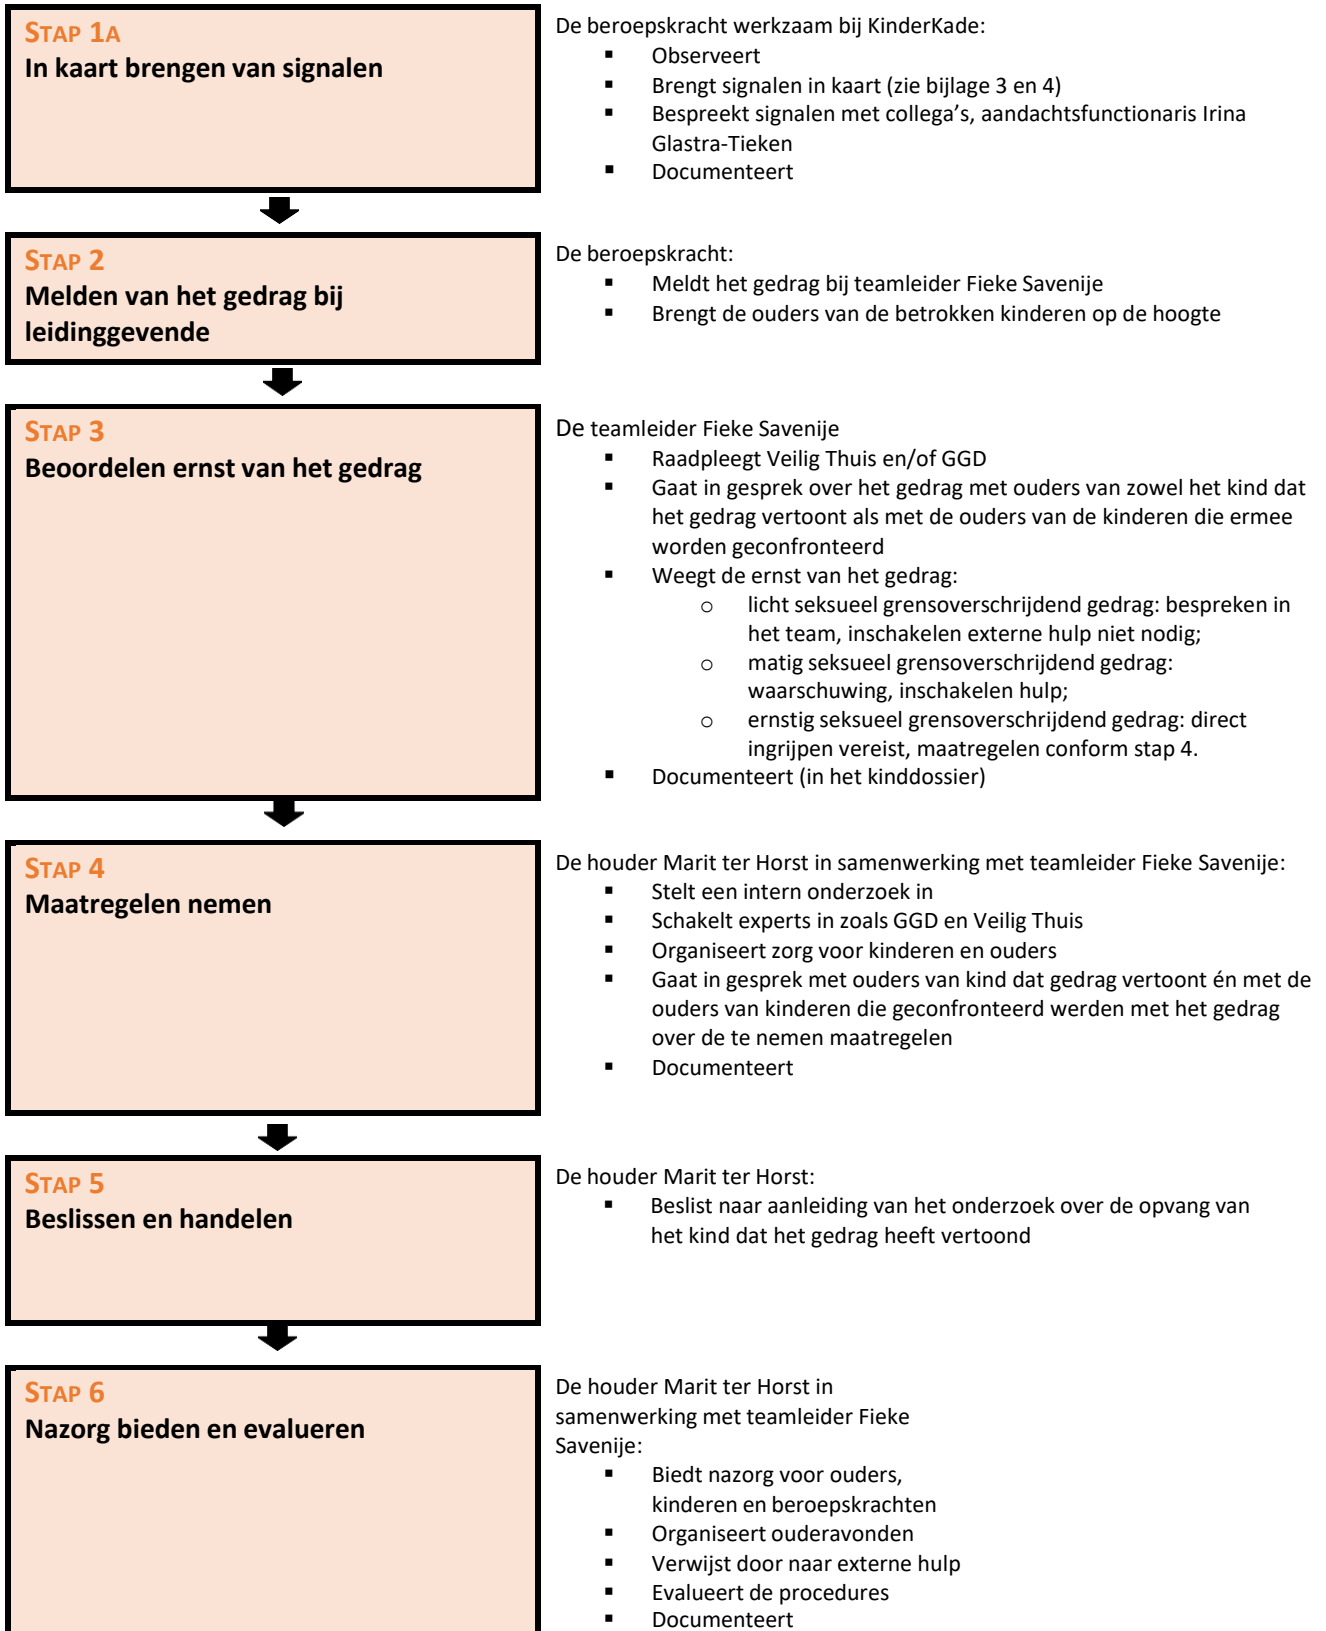 STAP 1A
In kaart brengen van signalen
De beroepskracht werkzaam bij KinderKade:
▪ Observeert
▪ Brengt signalen in kaart (zie bijlage 3 en 4)
▪ Bespreekt signalen met collega’s, aandachtsfunctionaris Irina
Glastra-Tieken
▪ Documenteert
STAP 2
Melden van het gedrag bij
leidinggevende
De beroepskracht:
▪ Meldt het gedrag bij teamleider Fieke Savenije
▪ Brengt de ouders van de betrokken kinderen op de hoogte
STAP 3
Beoordelen ernst van het gedrag
De teamleider Fieke Savenije
▪ Raadpleegt Veilig Thuis en/of GGD
▪ Gaat in gesprek over het gedrag met ouders van zowel het kind dat
het gedrag vertoont als met de ouders van de kinderen die ermee
worden geconfronteerd
▪ Weegt de ernst van het gedrag:
o licht seksueel grensoverschrijdend gedrag: bespreken in
het team, inschakelen externe hulp niet nodig;
o matig seksueel grensoverschrijdend gedrag:
waarschuwing, inschakelen hulp;
o ernstig seksueel grensoverschrijdend gedrag: direct
ingrijpen vereist, maatregelen conform stap 4.
▪ Documenteert (in het kinddossier)
STAP 4
Maatregelen nemen
De houder Marit ter Horst in samenwerking met teamleider Fieke Savenije:
▪ Stelt een intern onderzoek in
▪ Schakelt experts in zoals GGD en Veilig Thuis
▪ Organiseert zorg voor kinderen en ouders
▪ Gaat in gesprek met ouders van kind dat gedrag vertoont én met de
ouders van kinderen die geconfronteerd werden met het gedrag
over de te nemen maatregelen
▪ Documenteert
STAP 5
Beslissen en handelen
De houder Marit ter Horst:
▪ Beslist naar aanleiding van het onderzoek over de opvang van
het kind dat het gedrag heeft vertoond
STAP 6
Nazorg bieden en evalueren
De houder Marit ter Horst in
samenwerking met teamleider Fieke
Savenije:
▪ Biedt nazorg voor ouders,
kinderen en beroepskrachten
▪ Organiseert ouderavonden
▪ Verwijst door naar externe hulp
▪ Evalueert de procedures
▪ Documenteert